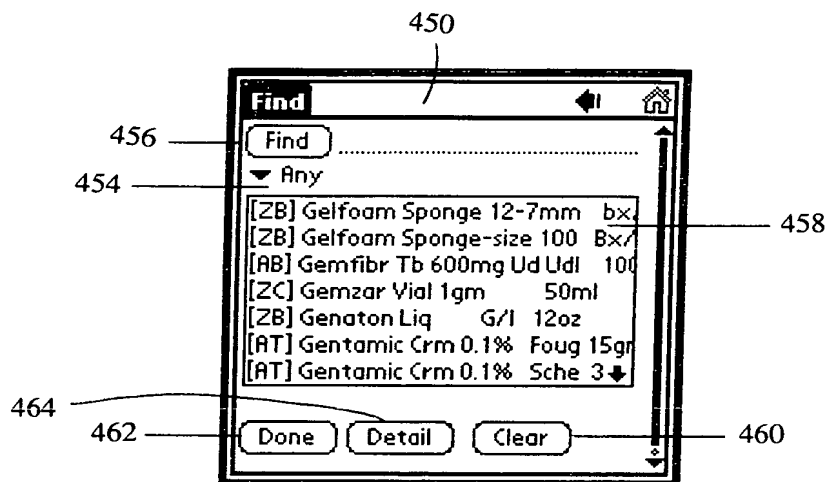 450
Find
456 Find
454 Any
[ZB] Gelfoam Sponge 12-7mm bx
[ZB] Gelfoam Sponge-size 100 Bx/
458
[AB] Gemfibr Tb 600mg Ud Udl 100
[ZC] Gemzar Vial 1gm 50ml
[ZB] Genaton Liq G/l 12oz
[AT] Gentamic Crm 0.1% Foug 15gr
[AT] Gentamic Crm 0.1% Sche 3
464
462 Done Detail Clear 460